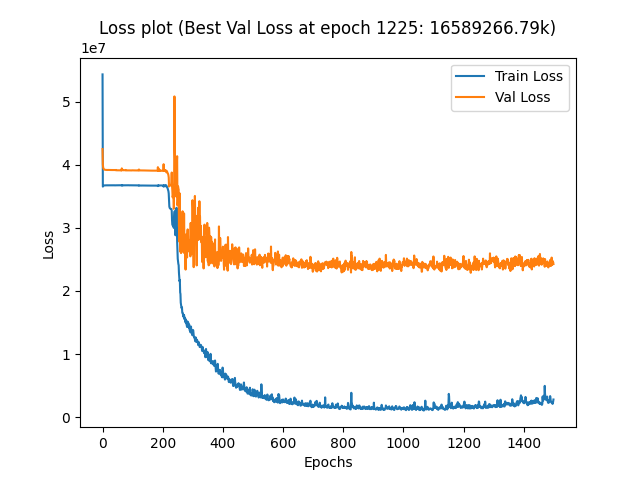 Loss plot (Best Val Loss at epoch 1225: 16589266.79k)
1e7
Train Loss
Val Loss
5
4
3
2
1
0
Loss
0 200 400 600 800 1000 1200 1400
Epochs